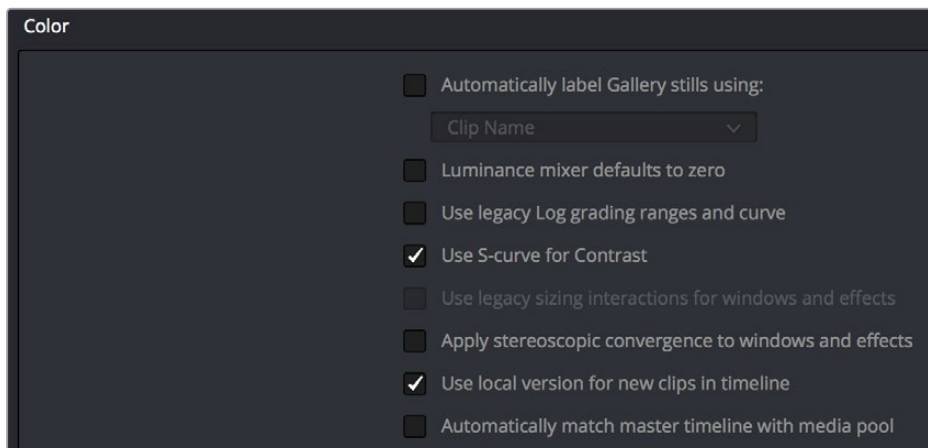 Color
Automatically label Gallery stills using:
Clip Name
Luminance mixer defaults to zero
Use legacy Log grading ranges and curve
Use S-curve for Contrast
Use legacy sizing interactions for windows and effects
Apply stereoscopic convergence to windows and effects
Use local version for new clips in timeline
Automatically match master timeline with media pool